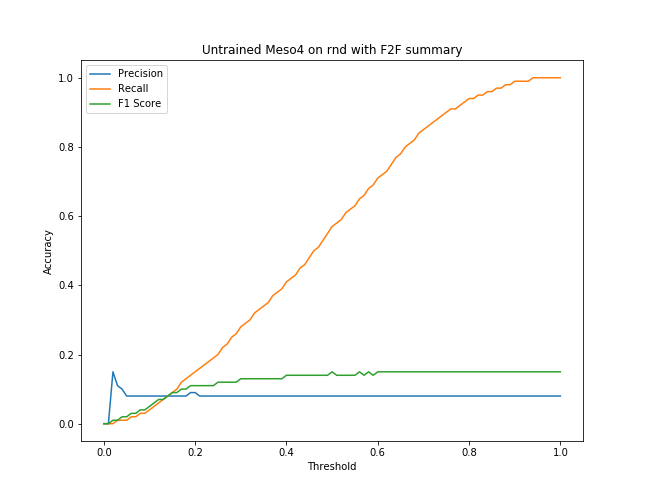 Untrained Meso4 on rnd with F2F summary
Precision
Recall
F1 Score
1.0
0.8
0.6
0.4
0.2
0.0
Accuracy
0.0 0.2 0.4 0.6 0.8 1.0
Threshold